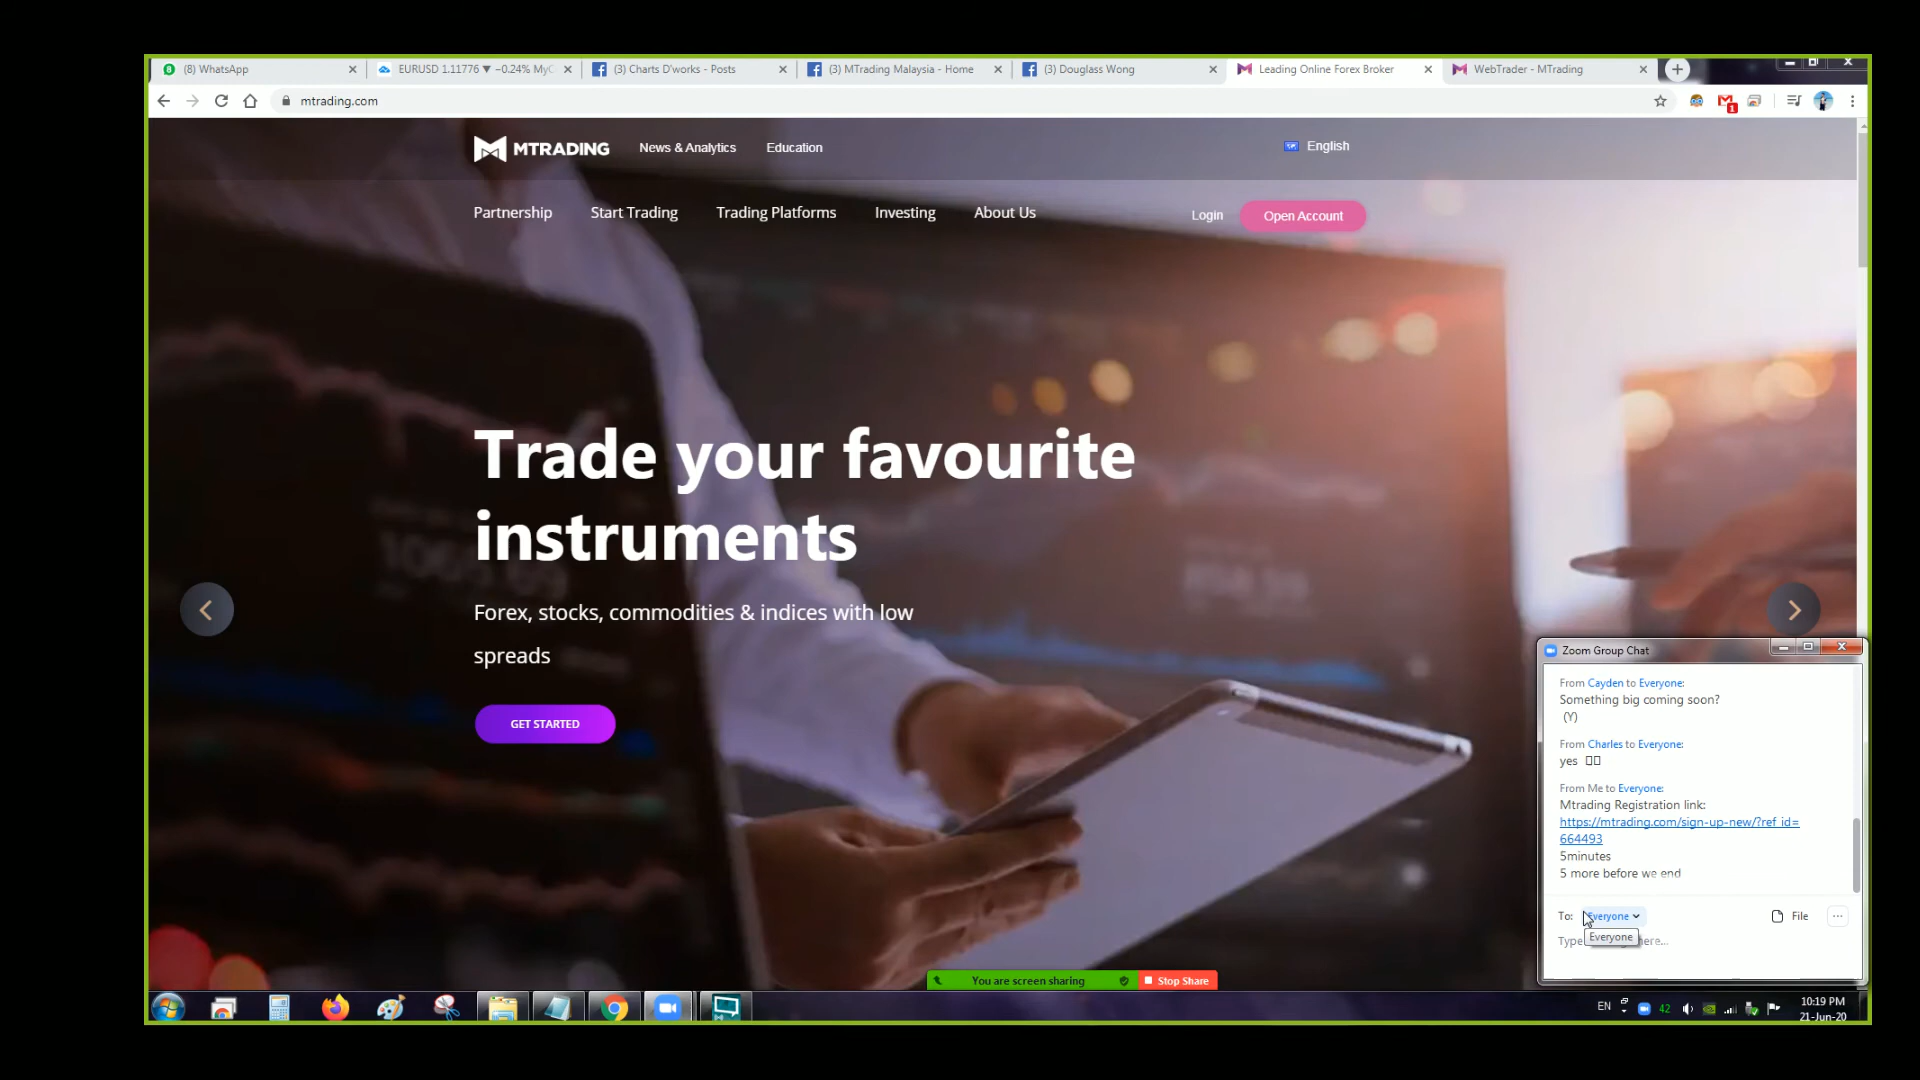 (8) WhatsApp
EURUSD 1.11776 ▼ −0.24% MyC
(3) Charts D'works - Posts
(3) MTrading Malaysia - Home
(3) Douglass Wong
Leading Online Forex Broker
WebTrader - MTrading
mtrading.com
1
MTRADING
News & Analytics
Education
English
Partnership
Start Trading
Trading Platforms
Investing
About Us
Login
Open Account
Trade your favourite
instruments
Forex, stocks, commodities & indices with low
spreads
GET STARTED
Zoom Group Chat
From Cayden to Everyone:
Something big coming soon?
(Y)
From Charles to Everyone:
yes
From Me to Everyone:
Mtrading Registration link:
https://mtrading.com/sign-up-new/?ref_id=
664493
5minutes
5 more before we end
To: Everyone
File
Everyone
Type here...
You are screen sharing
Stop Share
EN
42
10:19 PM
21-Jun-20